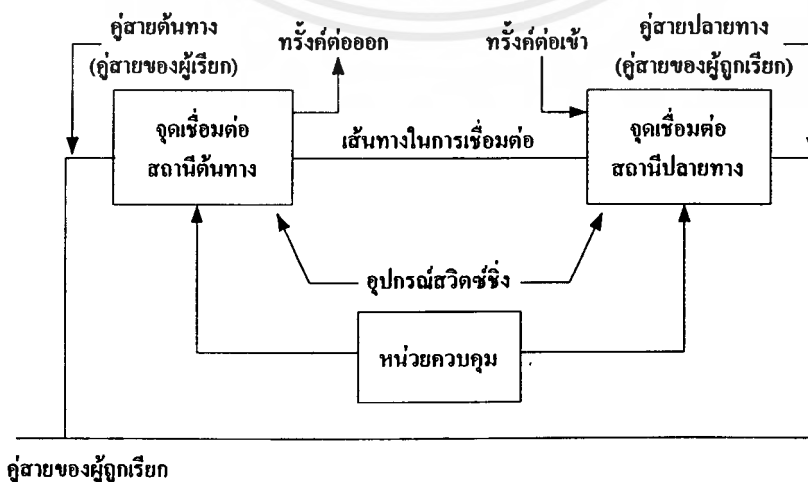 คู่สายต้นทาง
(คู่สายของผู้เรียก)
ทรั้งค์ต่อออก
ทรั้งค์ต่อเข้า
คู่สายปลายทาง
(คู่สายของผู้ถูกเรียก)
จุดเชื่อมต่อ
สถานีต้นทาง
เส้นทางในการเชื่อมต่อ
จุดเชื่อมต่อ
สถานีปลายทาง
อุปกรณ์สวิตซ์ชิ่ง
หน่วยควบคุม
คู่สายของผู้ถูกเรียก